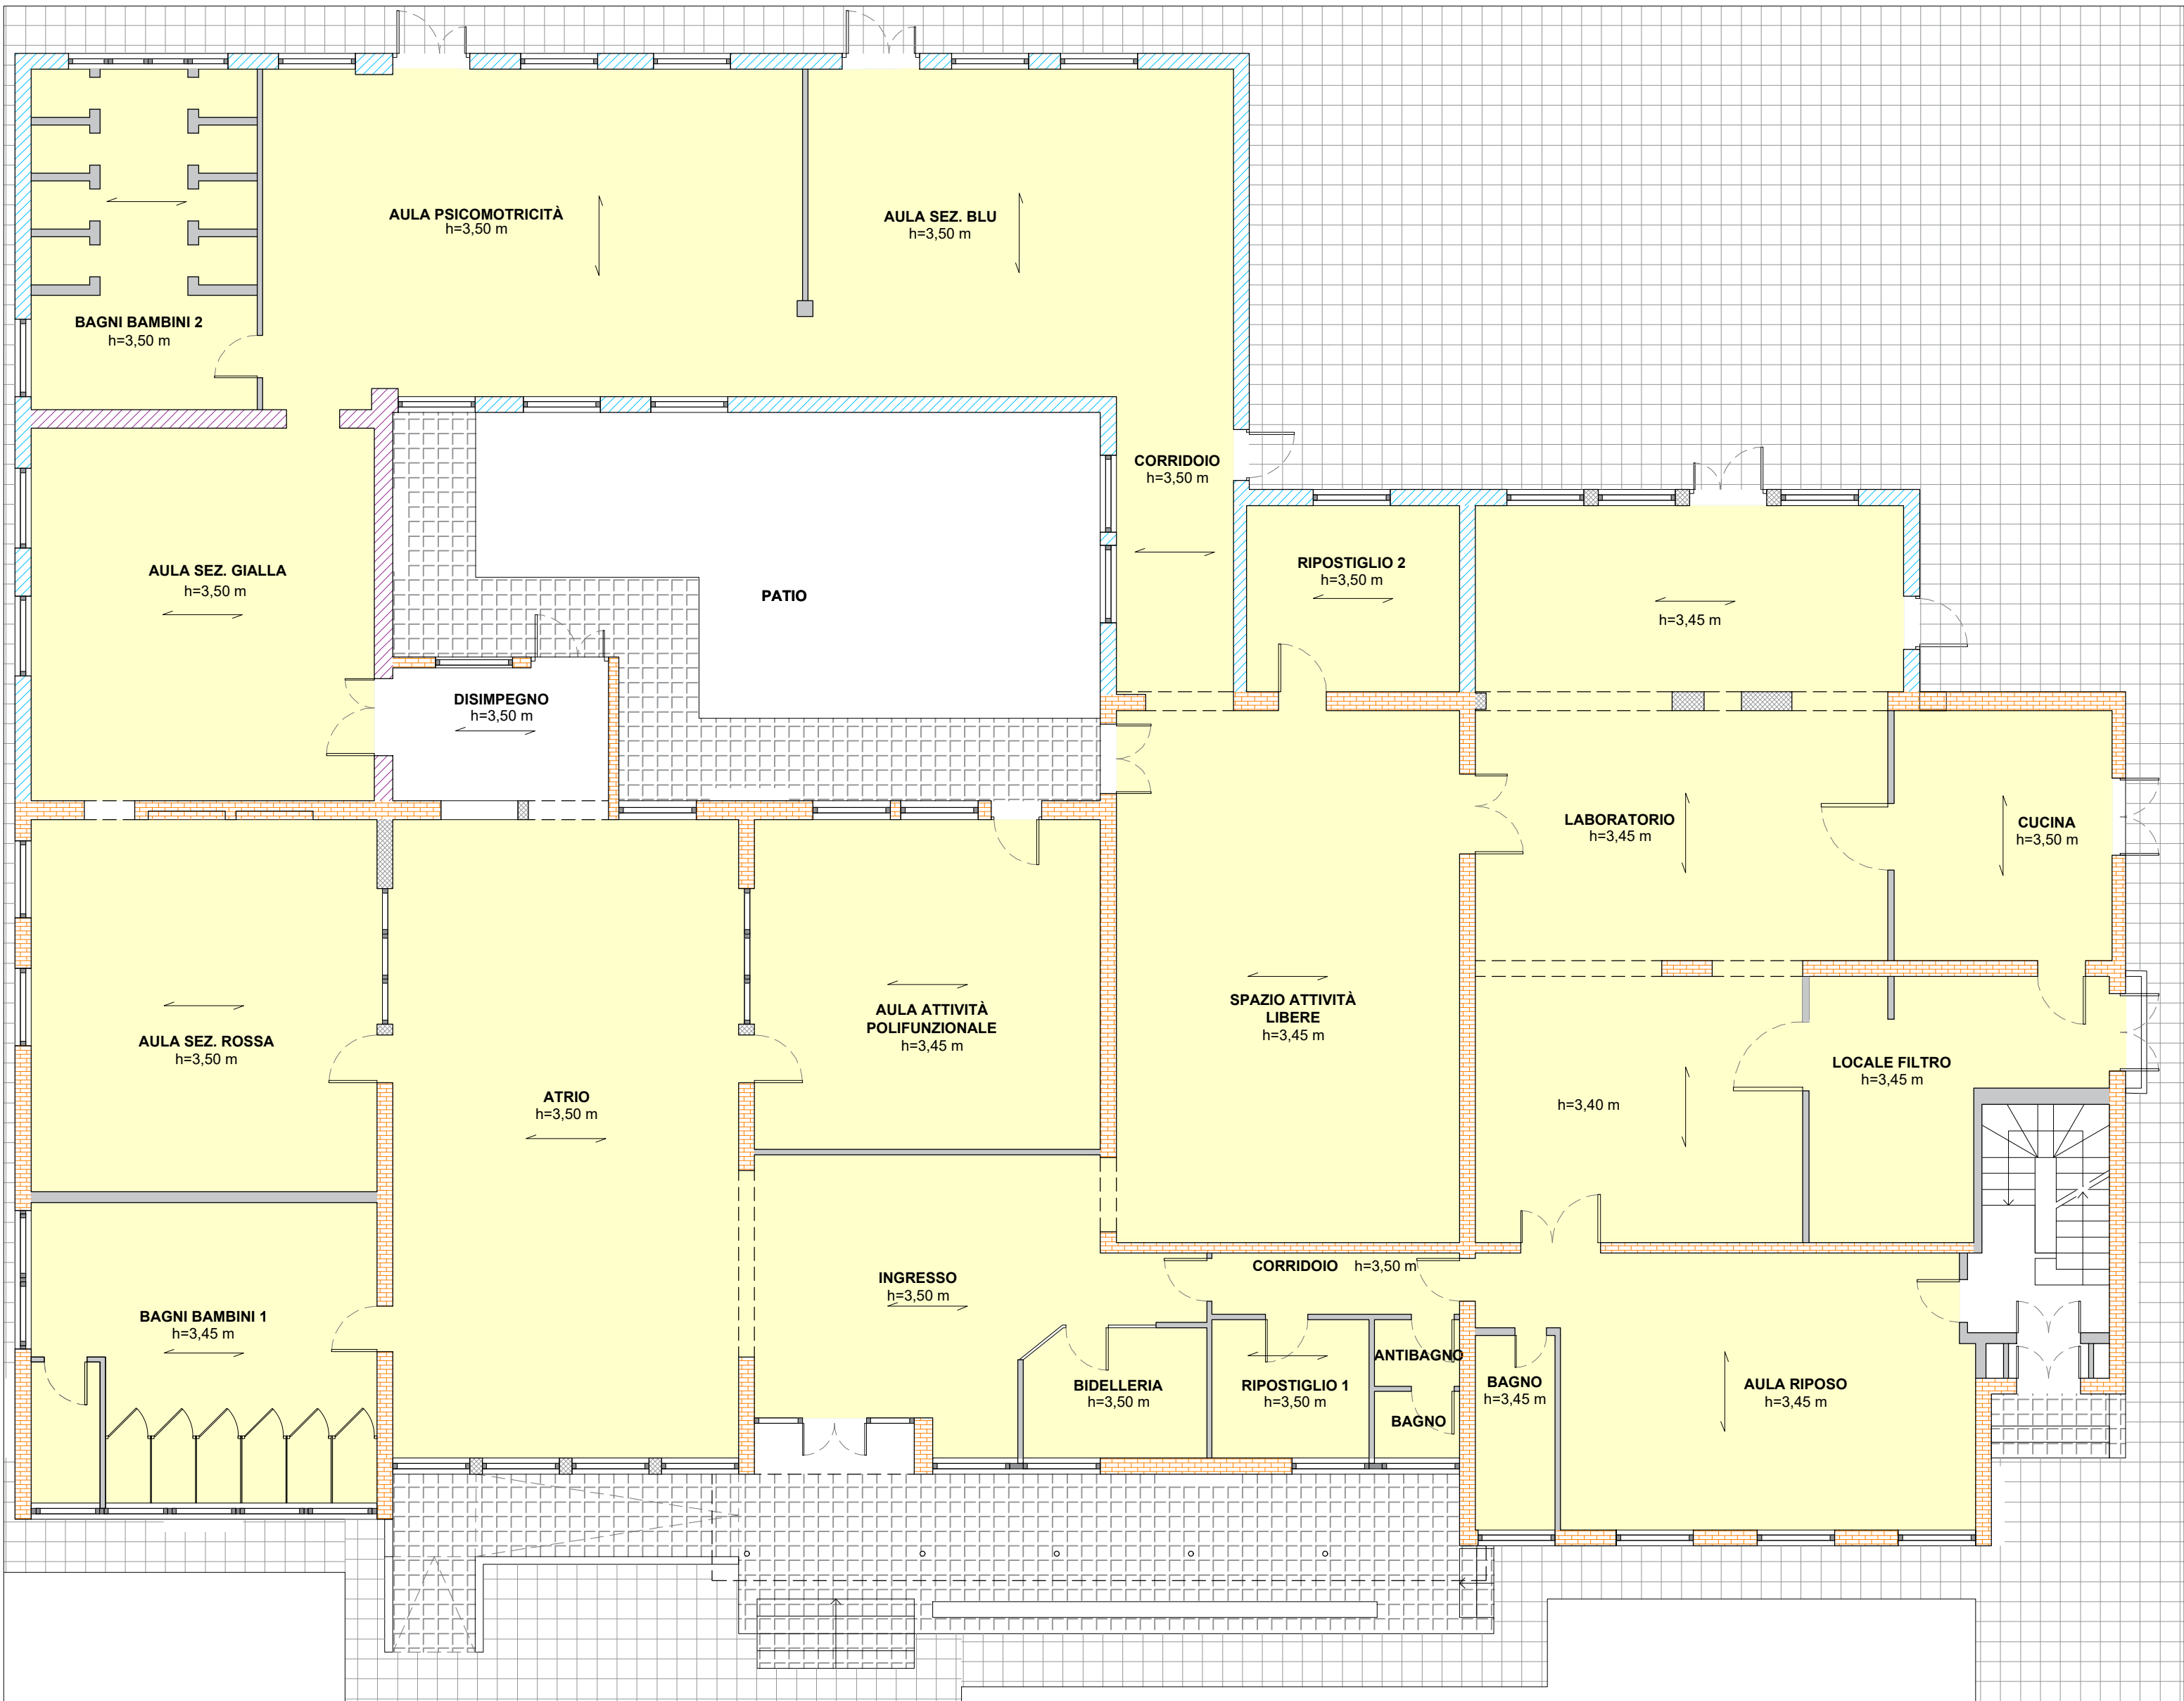 AULA PSICOMOTRICITÀ
h=3,50 m
AULA SEZ. BLU
h=3,50 m
BAGNI BAMBINI 2
h=3,50 m
CORRIDOIO
h=3,50 m
AULA SEZ. GIALLA
h=3,50 m
PATIO
RIPOSTIGLIO 2
h=3,50 m
h=3,45 m
DISIMPEGNO
h=3,50 m
LABORATORIO
h=3,45 m
CUCINA
h=3,50 m
AULA SEZ. ROSSA
h=3,50 m
AULA ATTIVITÀ
POLIFUNZIONALE
h=3,45 m
SPAZIO ATTIVITÀ
LIBERE
h=3,45 m
LOCALE FILTRO
h=3,45 m
ATRIO
h=3,50 m
h=3,40 m
INGRESSO
h=3,50 m
CORRIDOIO h=3,50 m
BAGNI BAMBINI 1
h=3,45 m
BIDELLERIA
h=3,50 m
RIPOSTIGLIO 1
h=3,50 m
ANTIBAGNO
BAGNO
BAGNO
h=3,45 m
AULA RIPOSO
h=3,45 m